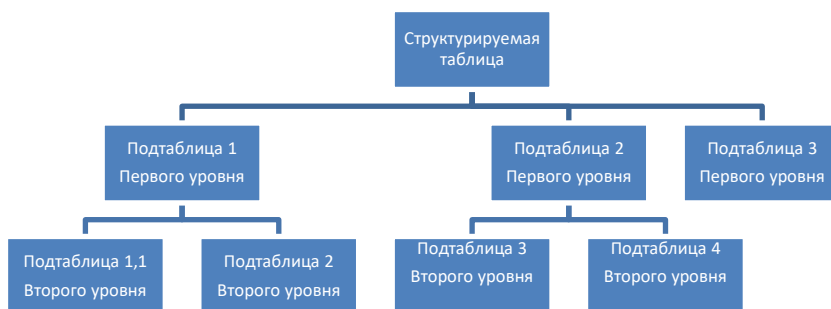 Структурируемая
таблица
Подтаблица 1
Первого уровня
Подтаблица 2
Первого уровня
Подтаблица 3
Первого уровня
Подтаблица 1,1
Второго уровня
Подтаблица 2
Второго уровня
Подтаблица 3
Второго уровня
Подтаблица 4
Второго уровня